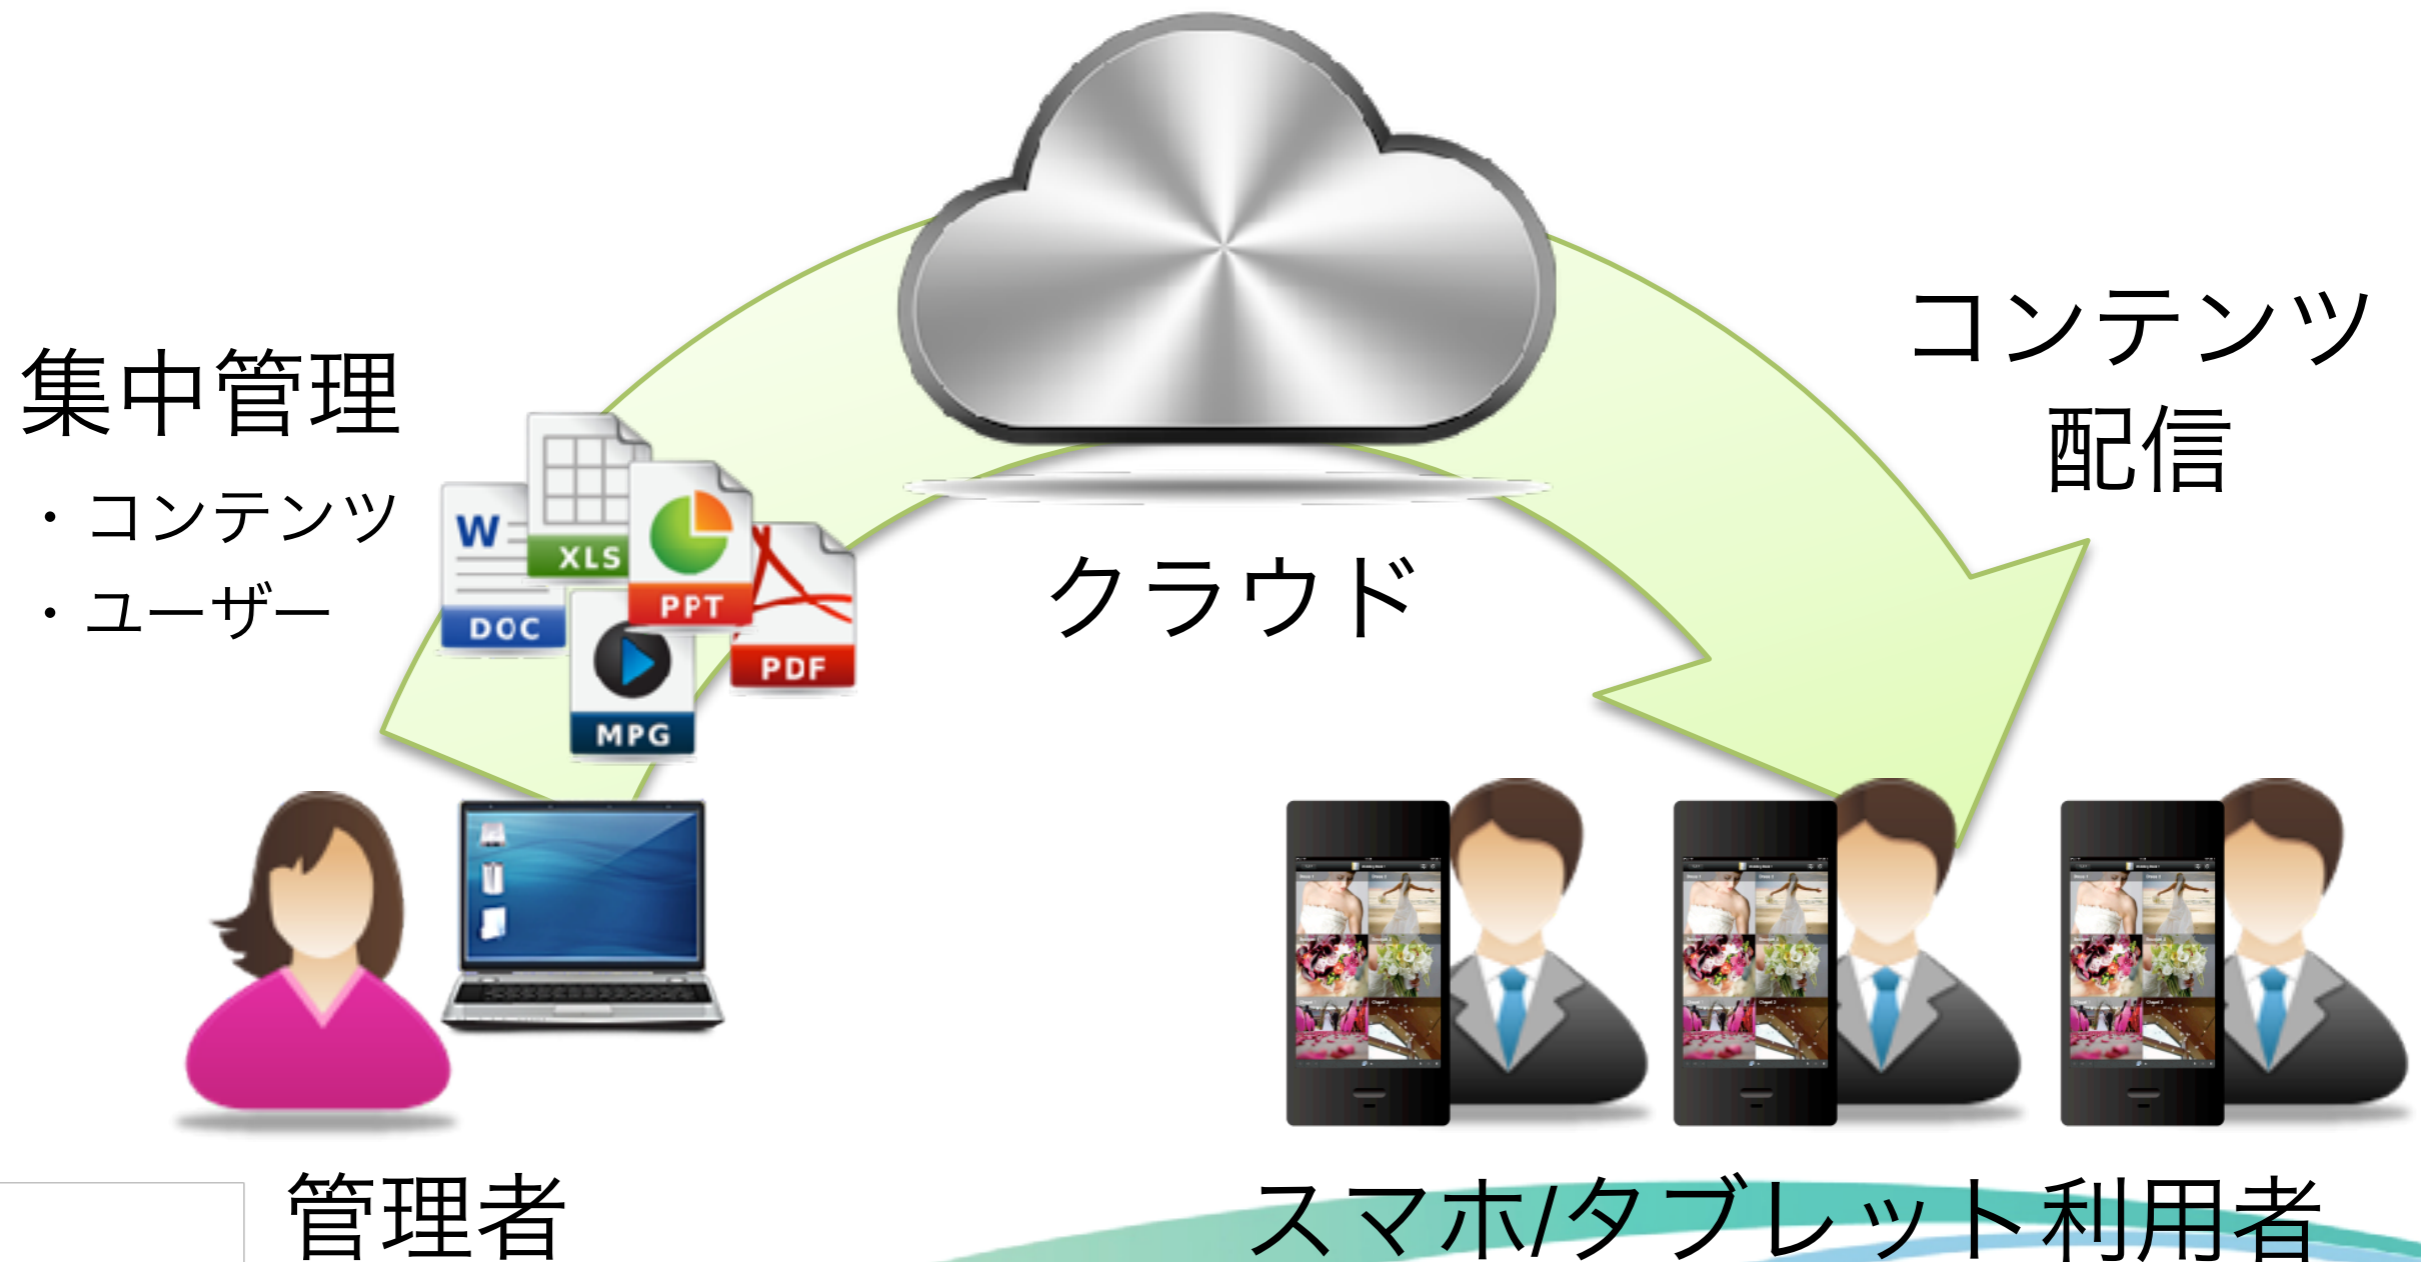 集中管理
・コンテンツ
・ユーザー
DOC
W
XLS
PPT
PDF
MPG
クラウド
コンテンツ
配信
管理者
スマホ/タブレット利用者